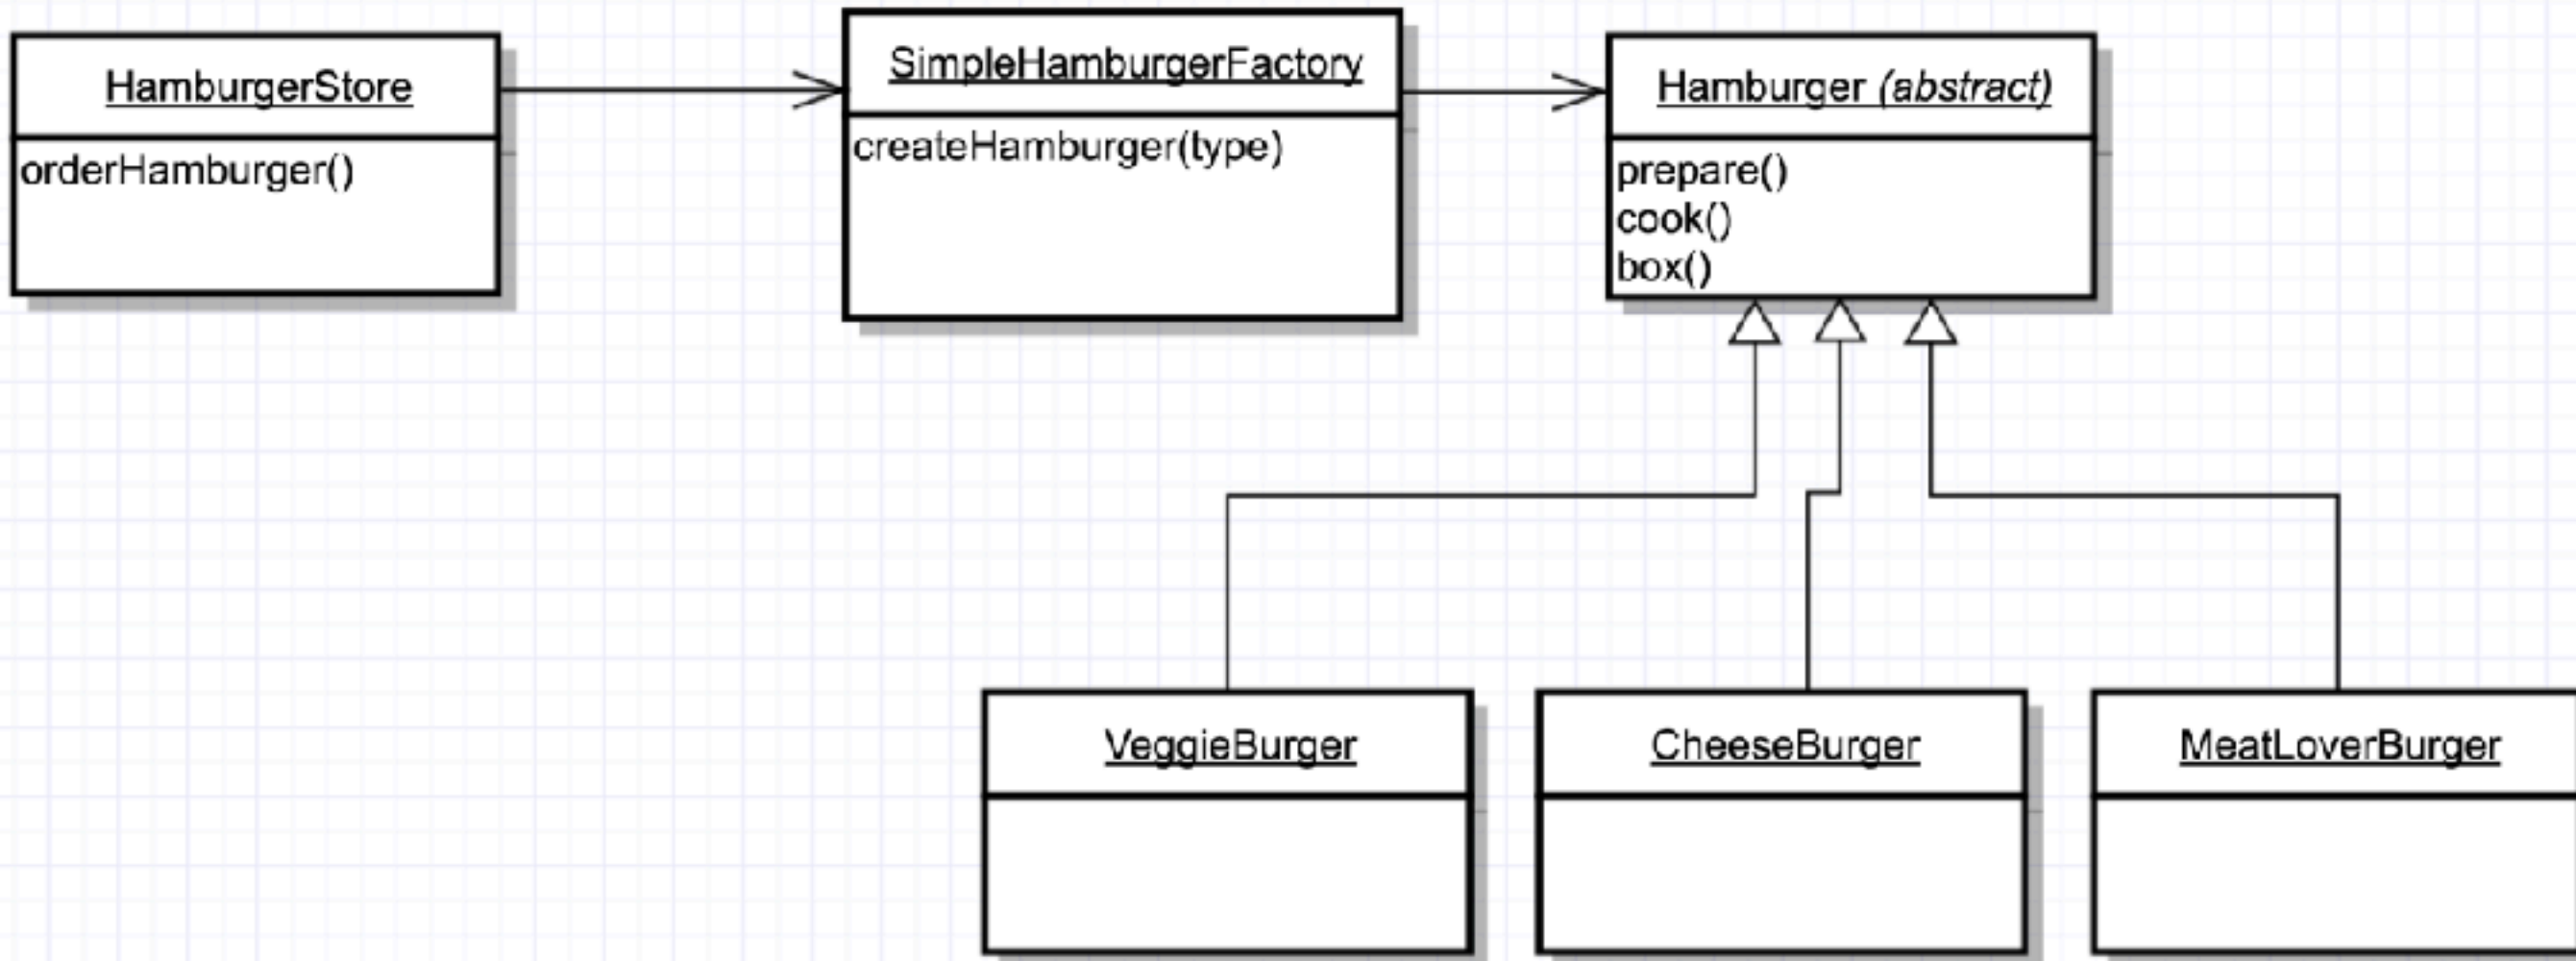 HamburgerStore
orderHamburger()
SimpleHamburgerFactory
createHamburger(type)
Hamburger (abstract)
prepare()
cook()
box()
VeggieBurger
CheeseBurger
MeatLoverBurger